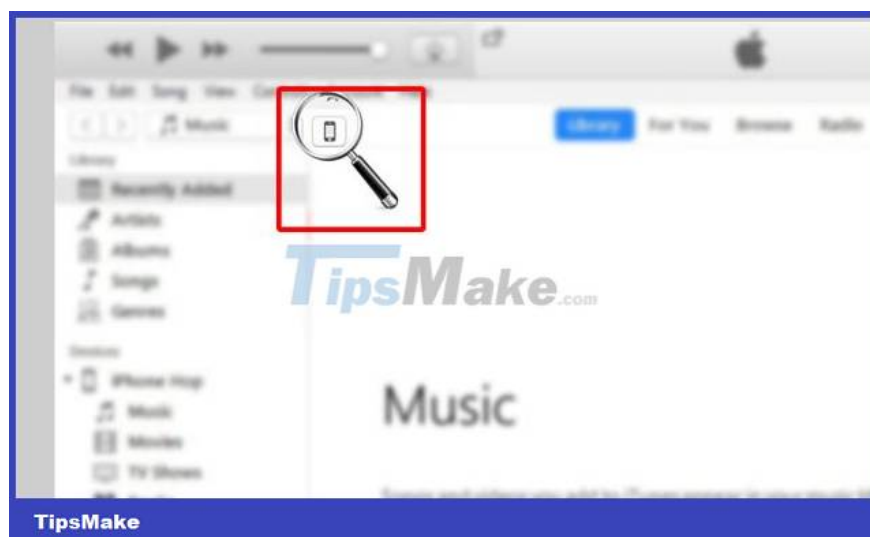 File Edit Song View
Music
Library For You Browse Radio
Library
Recently Added
Artists
Albums
Songs
Genres
Devices
iPhone Hop
Music
Movies
TV Shows
TipsMake.com
Music
TipsMake